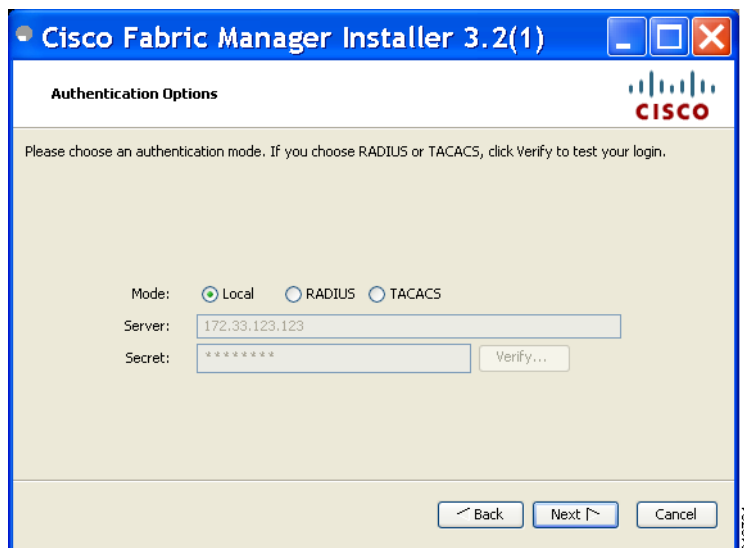 Cisco Fabric Manager Installer 3.2(1)
Authentication Options
CISCO
Please choose an authentication mode. If you choose RADIUS or TACACS, click Verify to test your login.
Mode: Local RADIUS TACACS
Server: 172.33.123.123
Secret: ******** Verify...
Back Next Cancel